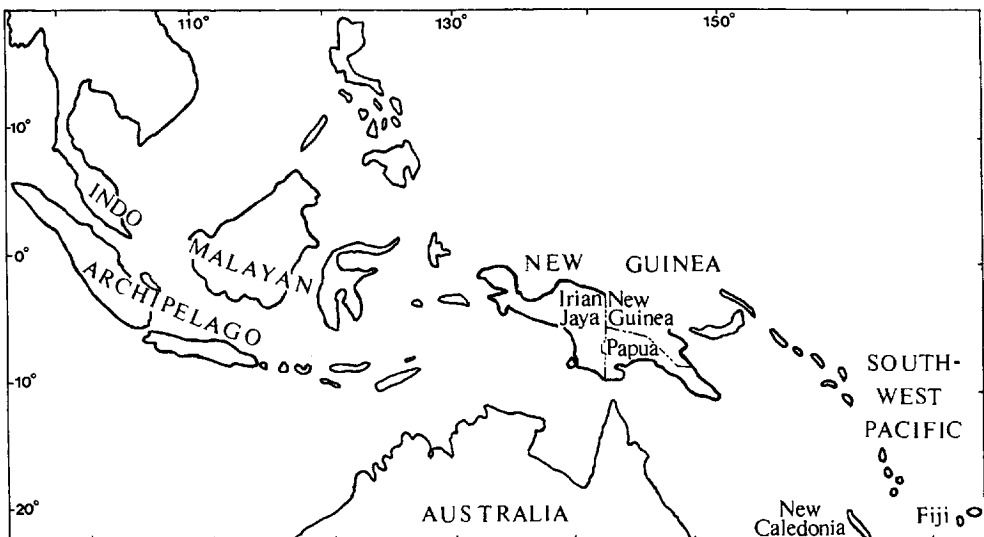 110°
130°
150°
10°
INDO
0°
MALAYAN
NEW GUINEA
ARCHIPELAGO
Irian
Jaya
New
Guinea
Papua
10°
SOUTH-
WEST
PACIFIC
20°
AUSTRALIA
New
Caledonia
Fiji